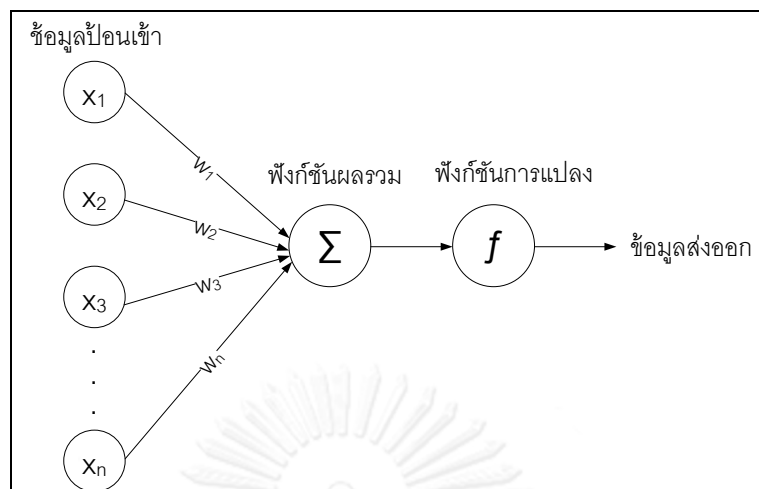 ช้อมูลป้อนเข้า
x1
w1
ฟังก์ชันผลรวม
ฟังก์ชันการแปลง
x2
w2
Σ
f
ข้อมูลส่งออก
x3
w3
.
.
.
wn
xn